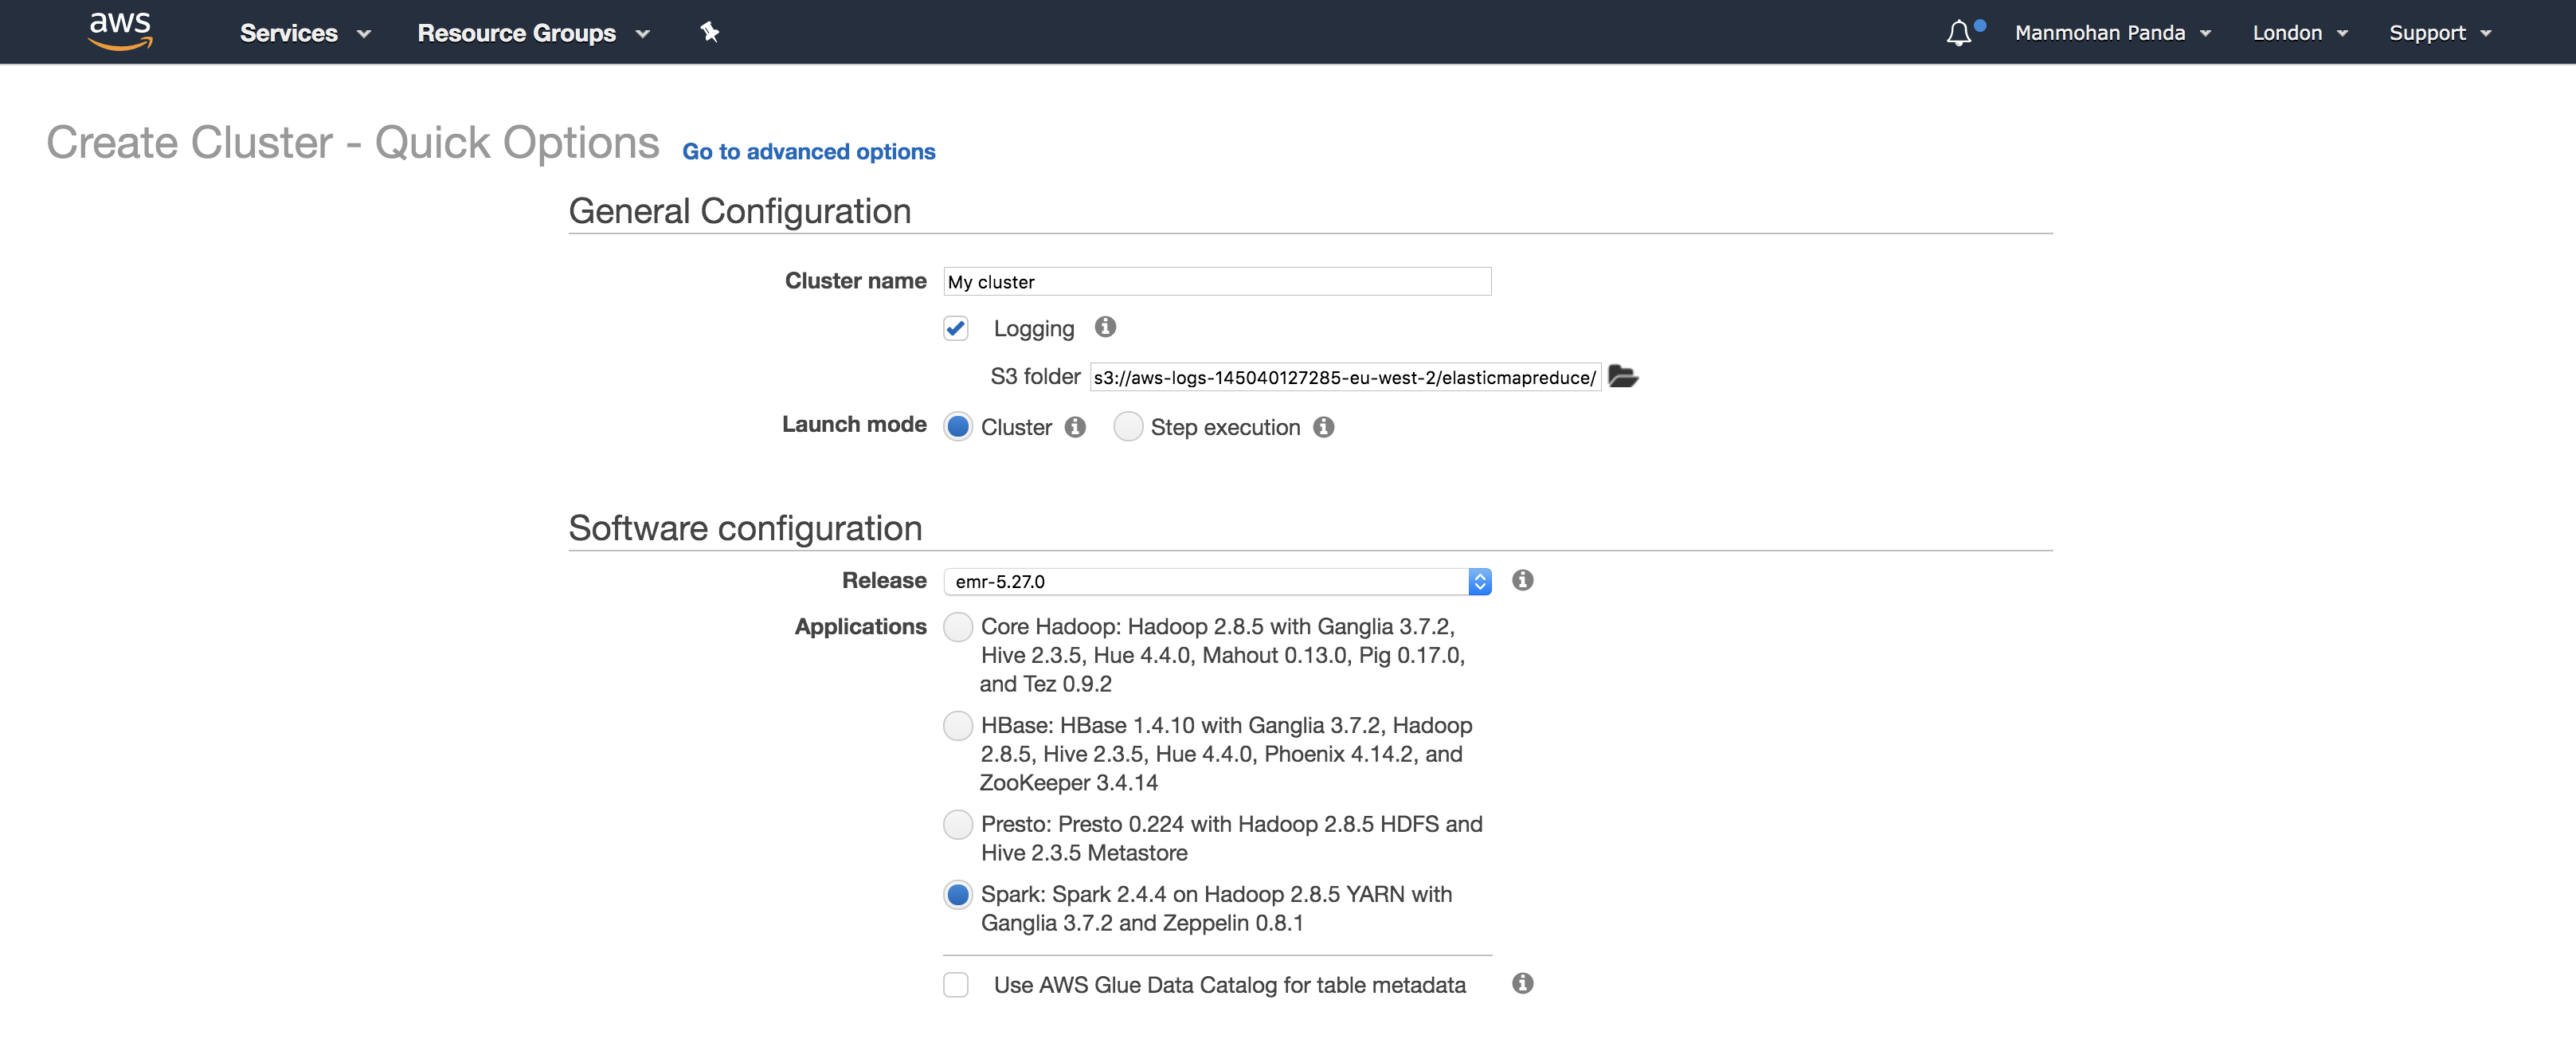 aws Services Resource Groups Manmohan Panda London Support
Create Cluster - Quick Options Go to advanced options
General Configuration
Cluster name My cluster
Logging
S3 folder s3://aws-logs-145040127285-eu-west-2/elasticmapreduce/
Launch mode Cluster Step execution
Software configuration
Release emr-5.27.0
Applications Core Hadoop: Hadoop 2.8.5 with Ganglia 3.7.2,
Hive 2.3.5, Hue 4.4.0, Mahout 0.13.0, Pig 0.17.0,
and Tez 0.9.2
HBase: HBase 1.4.10 with Ganglia 3.7.2, Hadoop
2.8.5, Hive 2.3.5, Hue 4.4.0, Phoenix 4.14.2, and
ZooKeeper 3.4.14
Presto: Presto 0.224 with Hadoop 2.8.5 HDFS and
Hive 2.3.5 Metastore
Spark: Spark 2.4.4 on Hadoop 2.8.5 YARN with
Ganglia 3.7.2 and Zeppelin 0.8.1
Use AWS Glue Data Catalog for table metadata